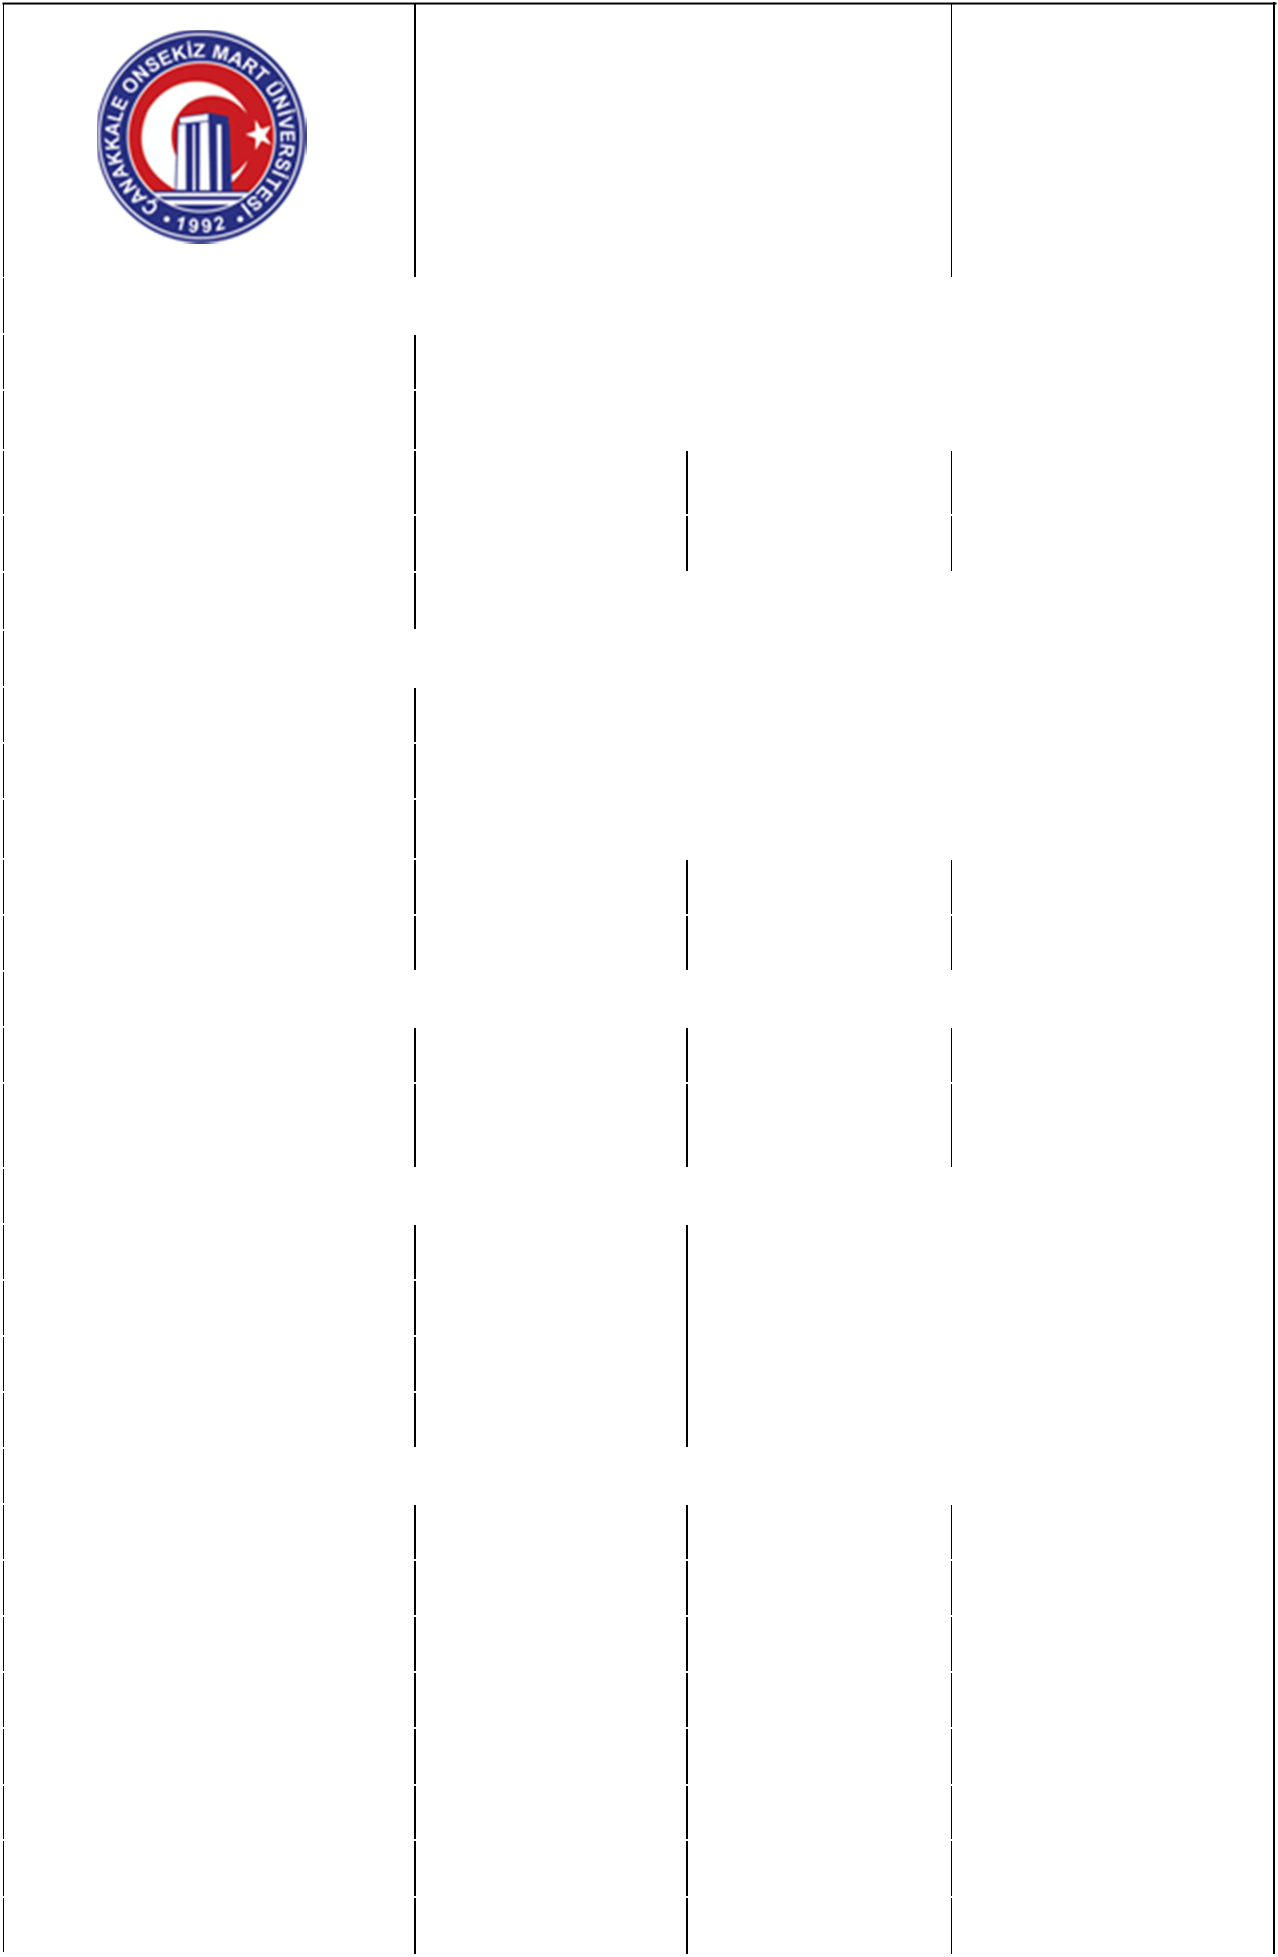 ÇANAKKALE ONSEKİZ MART ÜNİVERSİTESİ
• 1992 •